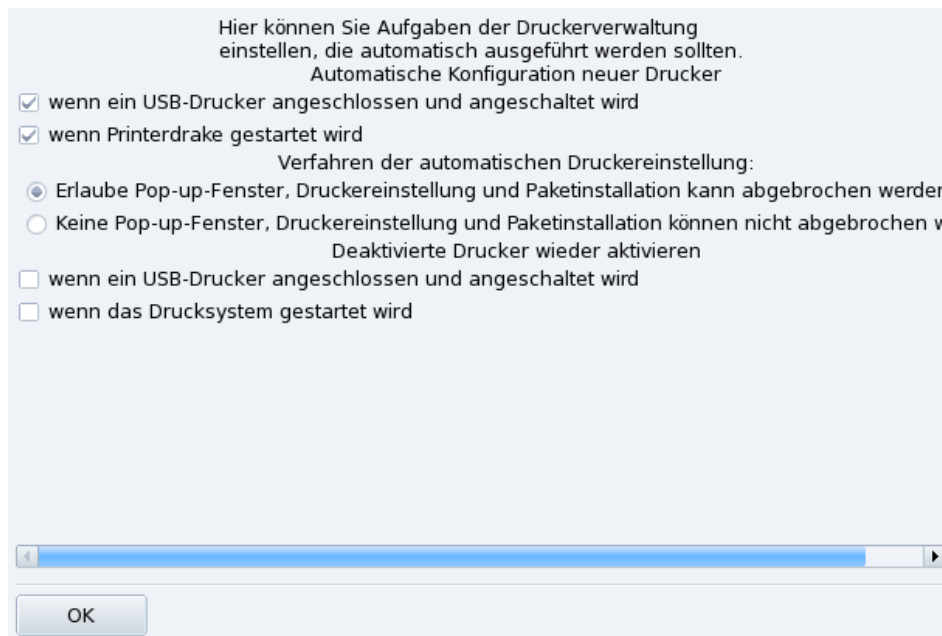 Hier können Sie Aufgaben der Druckerverwaltung
einstellen, die automatisch ausgeführt werden sollten.
Automatische Konfiguration neuer Drucker
wenn ein USB-Drucker angeschlossen und angeschaltet wird
wenn Printerdrake gestartet wird
Verfahren der automatischen Druckereinstellung:
Erlaube Pop-up-Fenster, Druckereinstellung und Paketinstallation kann abgebrochen werde
Keine Pop-up-Fenster, Druckereinstellung und Paketinstallation können nicht abgebrochen
Deaktivierte Drucker wieder aktivieren
wenn ein USB-Drucker angeschlossen und angeschaltet wird
wenn das Drucksystem gestartet wird
OK